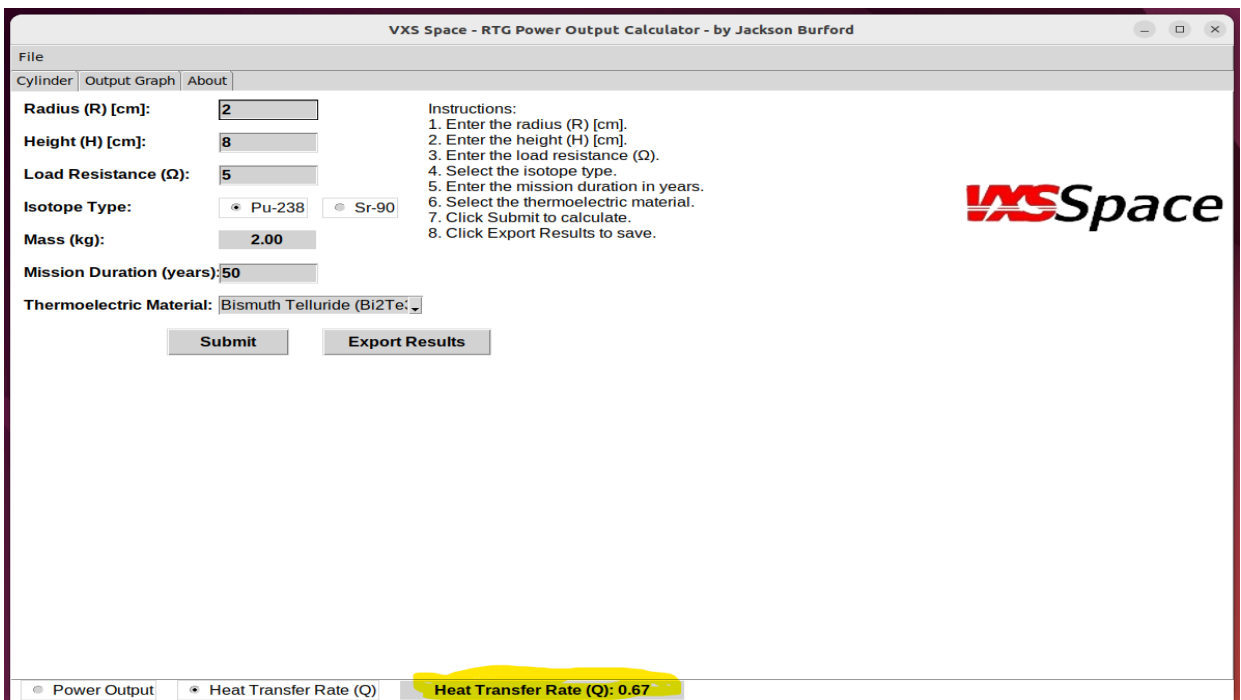 VXS Space - RTG Power Output Calculator - by Jackson Burford
File
Cylinder Output Graph About
Radius (R) [cm]: 2
Height (H) [cm]: 8
Load Resistance (Ω): 5
Isotope Type: Pu-238 Sr-90
Mass (kg): 2.00
Mission Duration (years): 50
Thermoelectric Material: Bismuth Telluride
Submit Export Results
Instructions:
1. Enter the radius (R) [cm].
2. Enter the height (H) [cm].
3. Enter the load resistance (Ω).
4. Select the isotope type.
5. Enter the mission duration in years.
6. Select the thermoelectric material.
7. Click Submit to calculate.
8. Click Export Results to save.
VXS Space
Power Output Heat Transfer Rate (Q) Heat Transfer Rate (Q): 0.67